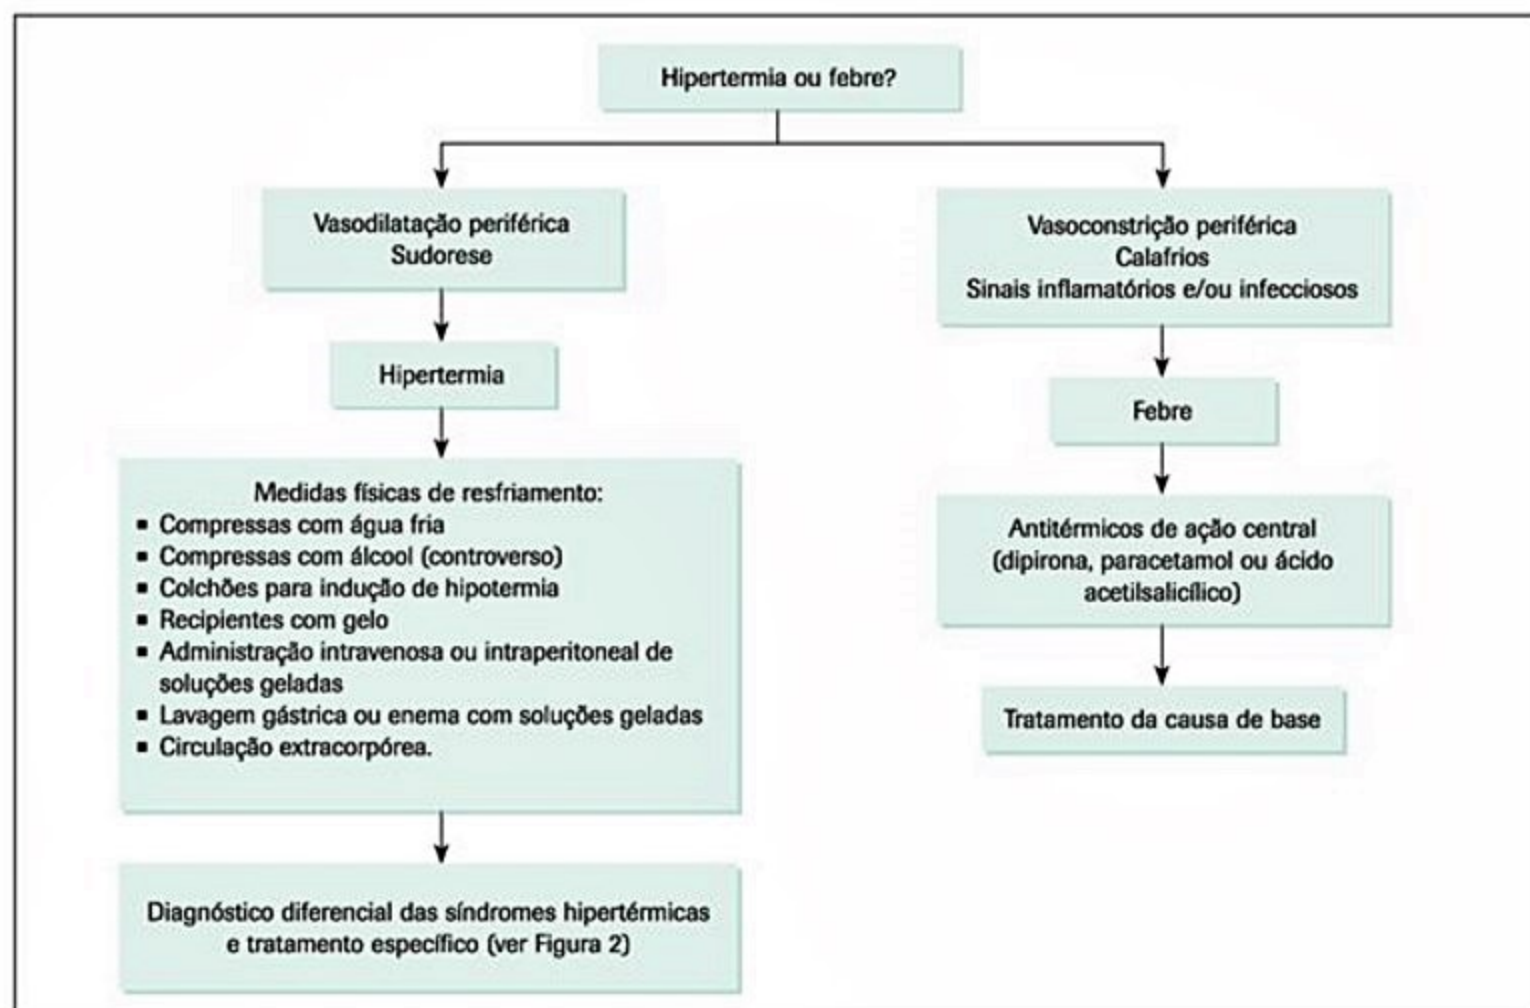 Hipertermia ou febre?
Vasodilatação periférica
Sudorese
Hipertermia
Medidas físicas de resfriamento:
▪ Compressas com água fria
▪ Compressas com álcool (controverso)
▪ Colchões para indução de hipotermia
▪ Recipientes com gelo
▪ Administração intravenosa ou intraperitoneal de
soluções geladas
▪ Lavagem gástrica ou enema com soluções geladas
▪ Circulação extracorpórea.
Diagnóstico diferencial das síndromes hipertérmicas
e tratamento específico (ver Figura 2)
Vasoconstrição periférica
Calafrios
Sinais inflamatórios e/ou infecciosos
Febre
Antitérmicos de ação central
(dipirona, paracetamol ou ácido
acetilsalicílico)
Tratamento da causa de base